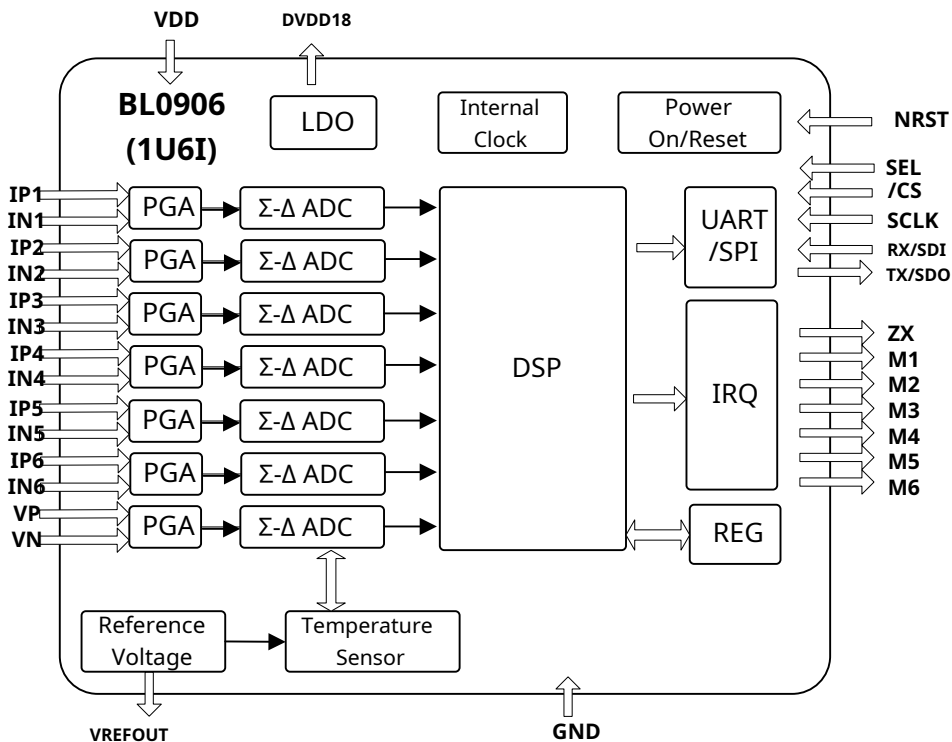 VDD
DVDD18
BL0906
(1U6I)
LDO
Internal
Clock
Power
On/Reset
NRST
SEL
/CS
SCLK
RX/SDI
TX/SDO
IP1
IN1
PGA
Σ-Δ ADC
IP2
IN2
PGA
Σ-Δ ADC
IP3
IN3
PGA
Σ-Δ ADC
IP4
IN4
PGA
Σ-Δ ADC
IP5
IN5
PGA
Σ-Δ ADC
IP6
IN6
PGA
Σ-Δ ADC
VP
VN
PGA
Σ-Δ ADC
DSP
UART
/SPI
IRQ
REG
ZX
M1
M2
M3
M4
M5
M6
Reference
Voltage
Temperature
Sensor
VREFOUT
GND